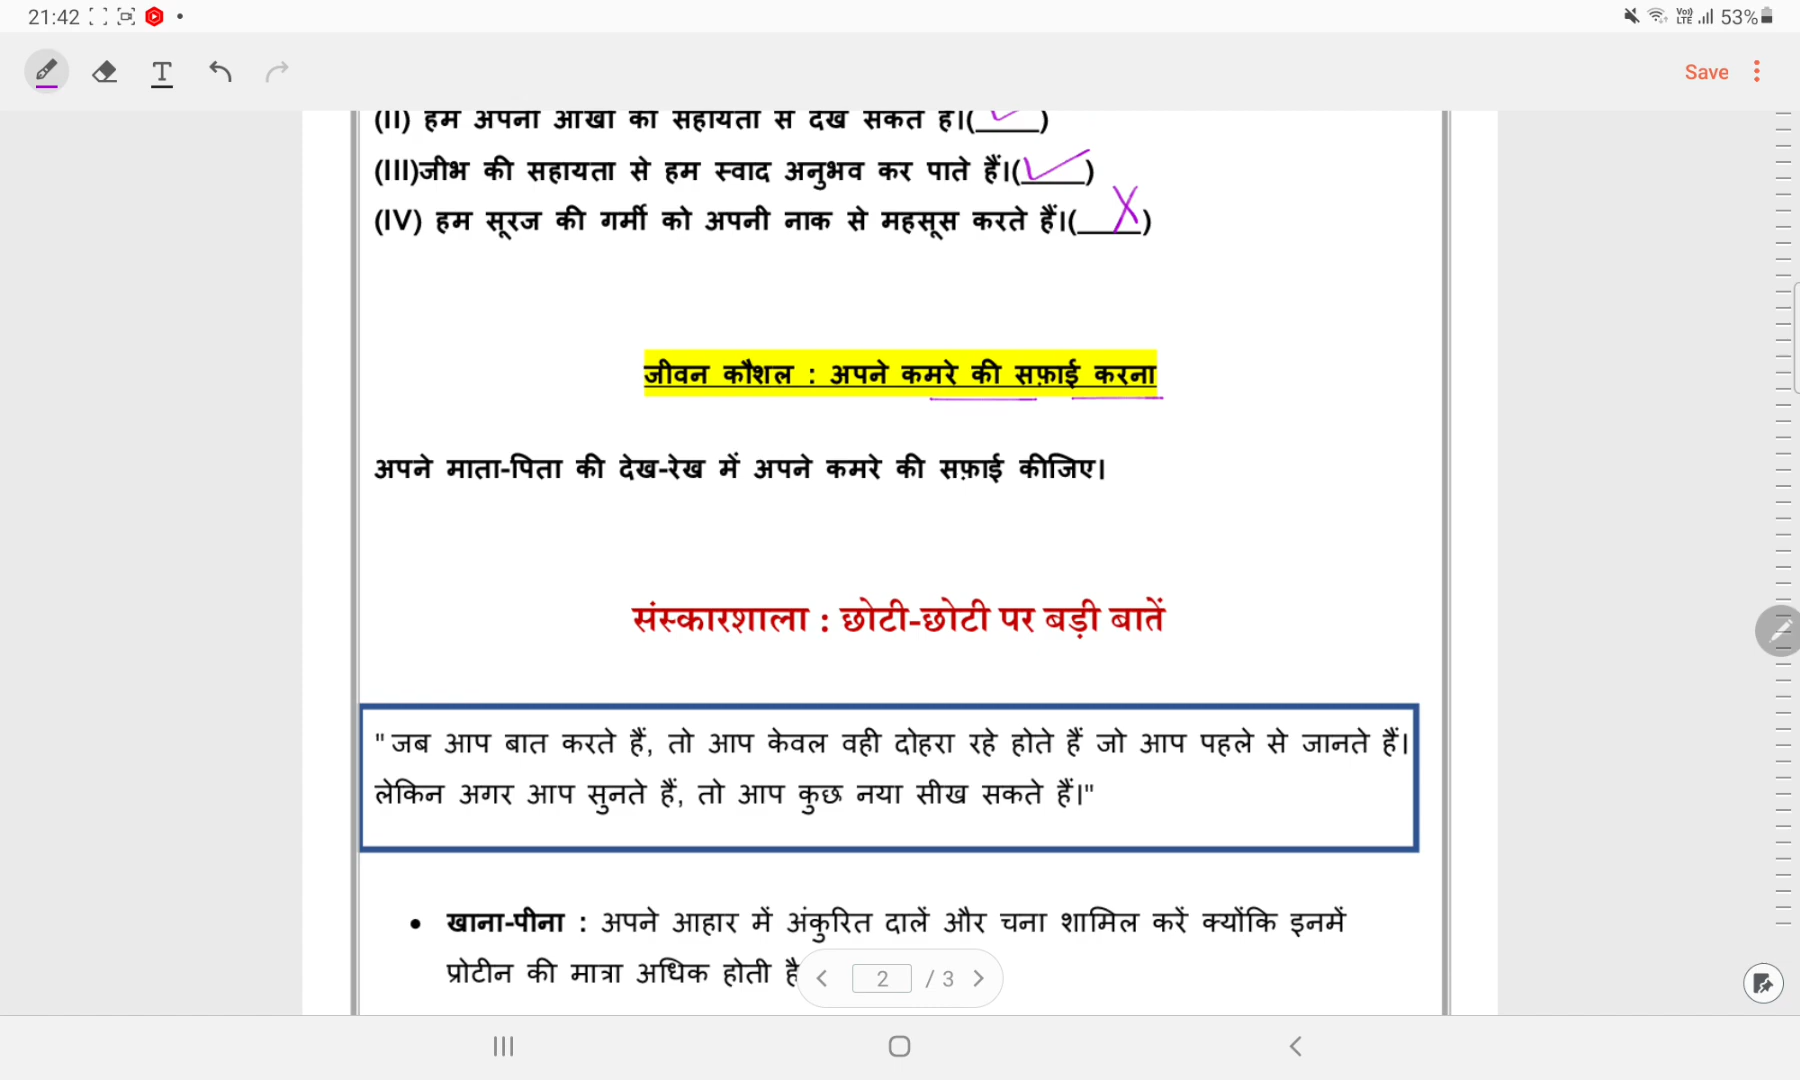 21:42
53%
Save
(II) हम अपनी आँखों की सहायता से देख सकते हैं।(____)
(III)जीभ की सहायता से हम स्वाद अनुभव कर पाते हैं।(____)
(IV) हम सूरज की गर्मी को अपनी नाक से महसूस करते हैं।(____)
जीवन कौशल : अपने कमरे की सफ़ाई करना
अपने माता-पिता की देख-रेख में अपने कमरे की सफ़ाई कीजिए।
संस्कारशाला : छोटी-छोटी पर बड़ी बातें
" जब आप बात करते हैं, तो आप केवल वही दोहरा रहे होते हैं जो आप पहले से जानते हैं।
लेकिन अगर आप सुनते हैं, तो आप कुछ नया सीख सकते हैं।"
• खाना-पीना : अपने आहार में अंकुरित दालें और चना शामिल करें क्योंकि इनमें
प्रोटीन की मात्रा अधिक होती है
2 / 3